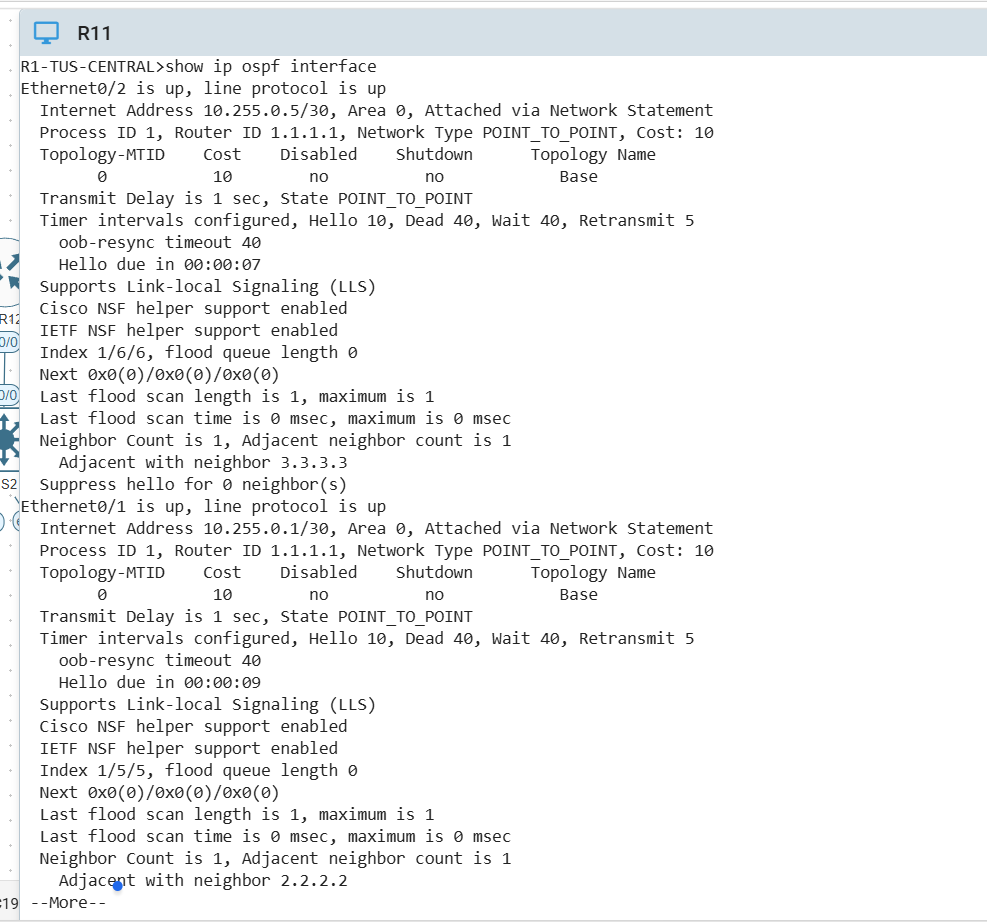 R11
R1-TUS-CENTRAL>show ip ospf interface
Ethernet0/2 is up, line protocol is up
Internet Address 10.255.0.5/30, Area 0, Attached via Network Statement
Process ID 1, Router ID 1.1.1.1, Network Type POINT_TO_POINT, Cost: 10
Topology-MTID Cost Disabled Shutdown Topology Name
0 10 no no Base
Transmit Delay is 1 sec, State POINT_TO_POINT
Timer intervals configured, Hello 10, Dead 40, Wait 40, Retransmit 5
oob-resync timeout 40
Hello due in 00:00:07
Supports Link-local Signaling (LLS)
Cisco NSF helper support enabled
IETF NSF helper support enabled
Index 1/6/6, flood queue length 0
Next 0x0(0)/0x0(0)/0x0(0)
Last flood scan length is 1, maximum is 1
Last flood scan time is 0 msec, maximum is 0 msec
Neighbor Count is 1, Adjacent neighbor count is 1
Adjacent with neighbor 3.3.3.3
Suppress hello for 0 neighbor(s)
Ethernet0/1 is up, line protocol is up
Internet Address 10.255.0.1/30, Area 0, Attached via Network Statement
Process ID 1, Router ID 1.1.1.1, Network Type POINT_TO_POINT, Cost: 10
Topology-MTID Cost Disabled Shutdown Topology Name
0 10 no no Base
Transmit Delay is 1 sec, State POINT_TO_POINT
Timer intervals configured, Hello 10, Dead 40, Wait 40, Retransmit 5
oob-resync timeout 40
Hello due in 00:00:09
Supports Link-local Signaling (LLS)
Cisco NSF helper support enabled
IETF NSF helper support enabled
Index 1/5/5, flood queue length 0
Next 0x0(0)/0x0(0)/0x0(0)
Last flood scan length is 1, maximum is 1
Last flood scan time is 0 msec, maximum is 0 msec
Neighbor Count is 1, Adjacent neighbor count is 1
Adjacent with neighbor 2.2.2.2
--More--
R12
0/0
0/0
S2